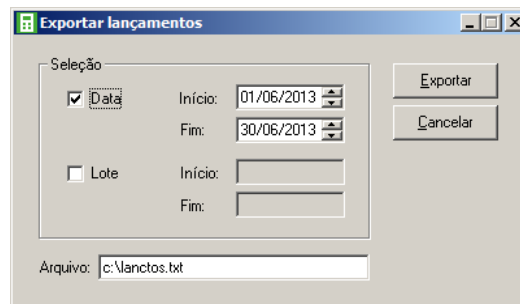 Exportar lançamentos
Seleção
Data Início: 01/06/2013
Fim: 30/06/2013
Lote Início:
Fim:
Exportar
Cancelar
Arquivo: c:\lanctos.txt